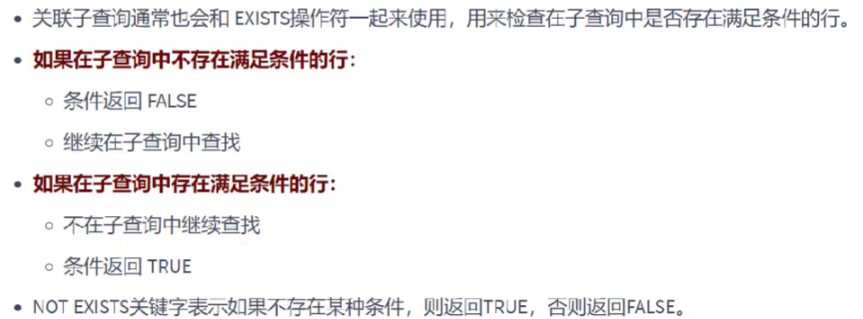 关联子查询通常也会和 EXISTS操作符一起来使用，用来检查在子查询中是否存在满足条件的行。
如果在子查询中不存在满足条件的行：
条件返回 FALSE
继续在子查询中查找
如果在子查询中存在满足条件的行：
不在子查询中继续查找
条件返回 TRUE
NOT EXISTS关键字表示如果不存在某种条件，则返回TRUE，否则返回FALSE。